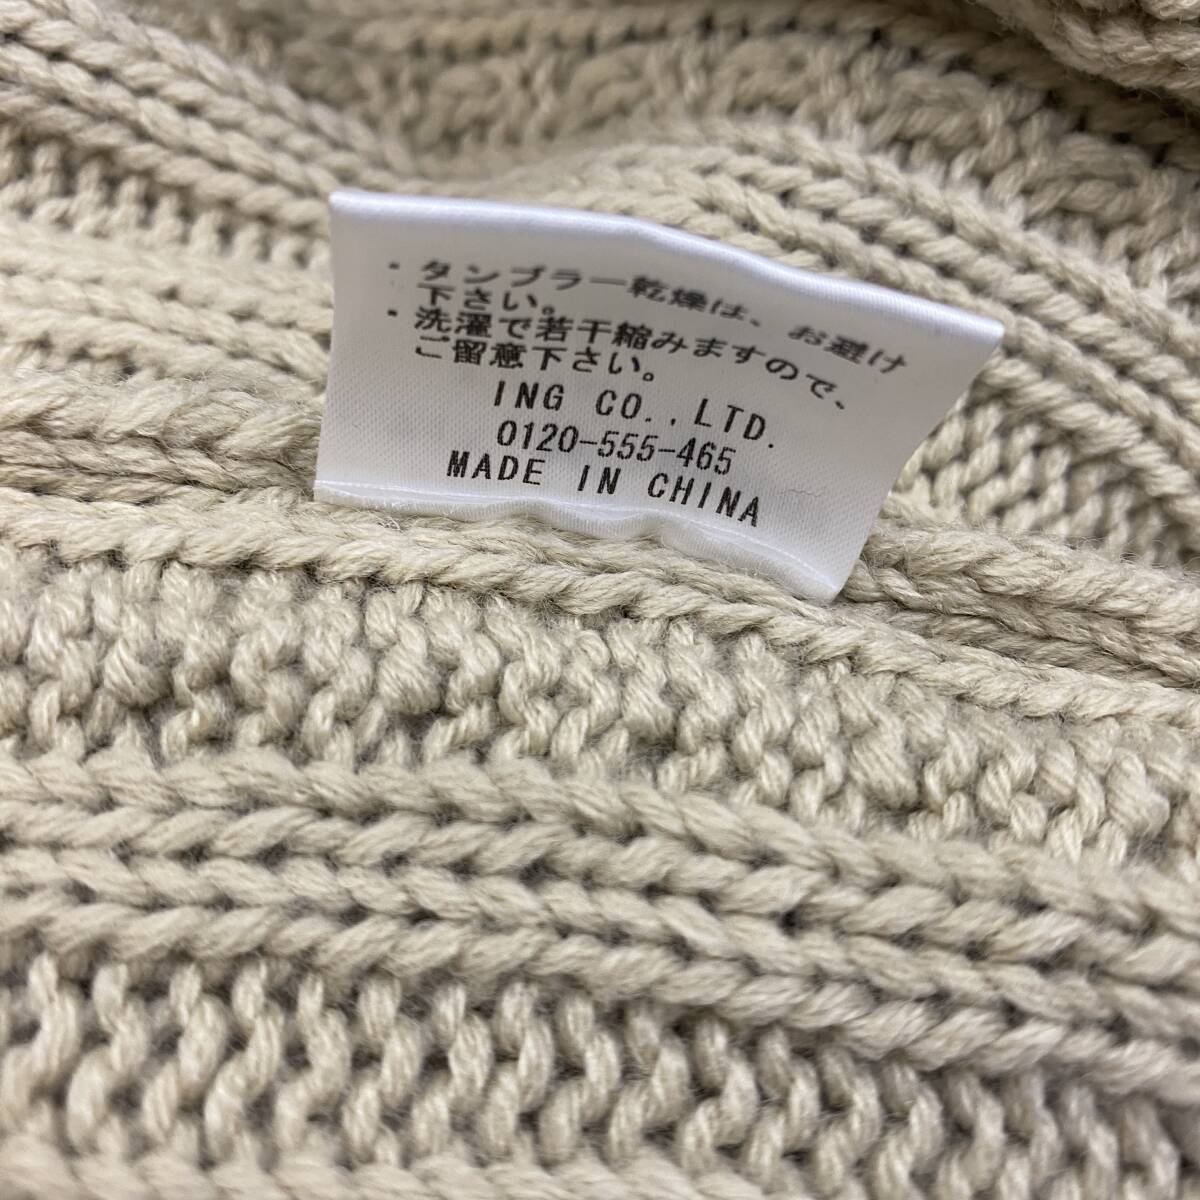 ・タンブラー乾燥は、お避け
下さい。
・洗濯で若干縮みますので、
ご留意下さい。
ING CO.,LTD.
0120-555-465
MADE IN CHINA